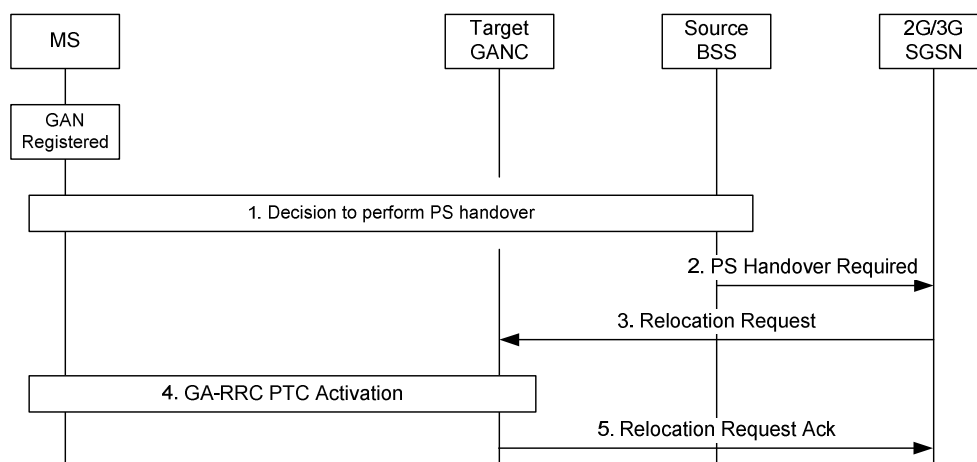 MS
Target
GANC
Source
BSS
2G/3G
SGSN
GAN
Registered
1. Decision to perform PS handover
2. PS Handover Required
3. Relocation Request
4. GA-RRC PTC Activation
5. Relocation Request Ack